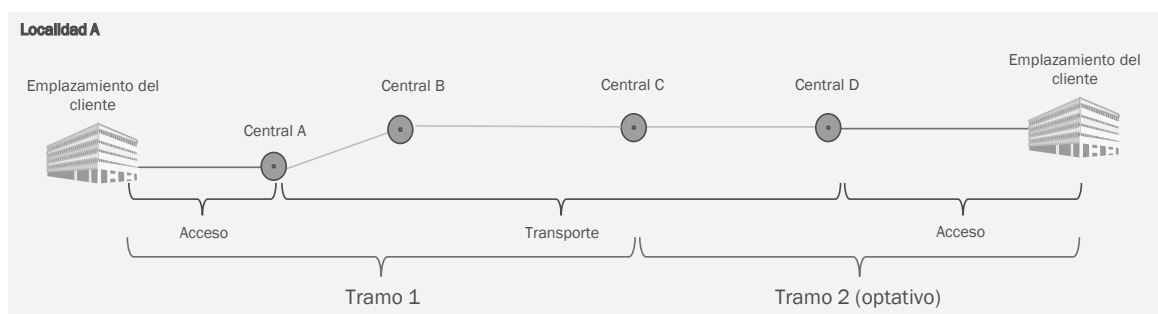 Localidad A
Emplazamiento del
cliente
Central A
Central B
Central C
Central D
Emplazamiento del
cliente
Acceso
Transporte
Acceso
Tramo 1
Tramo 2 (optativo)